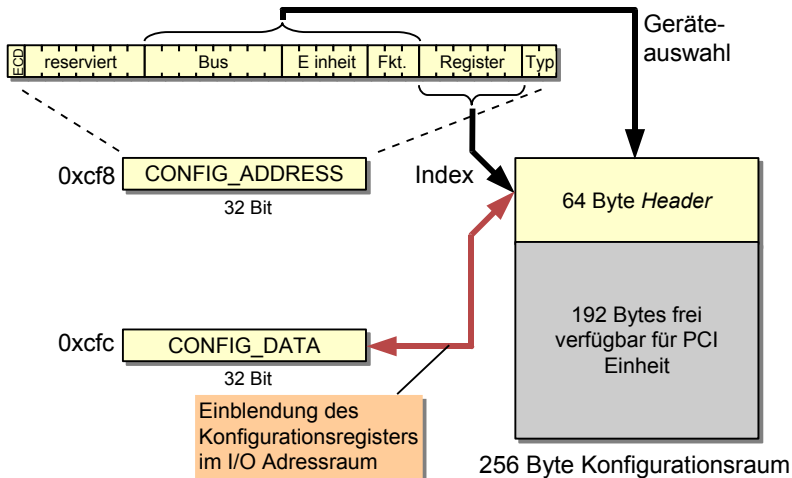 Geräte-
auswahl
ECD reserviert Bus E inheit Fkt. Register Typ
0xcf8 CONFIG_ADDRESS
32 Bit
Index
64 Byte Header
192 Bytes frei
verfügbar für PCI
Einheit
0xcfc CONFIG_DATA
32 Bit
Einblendung des
Konfigurationsregisters
im I/O Adressraum
256 Byte Konfigurationsraum